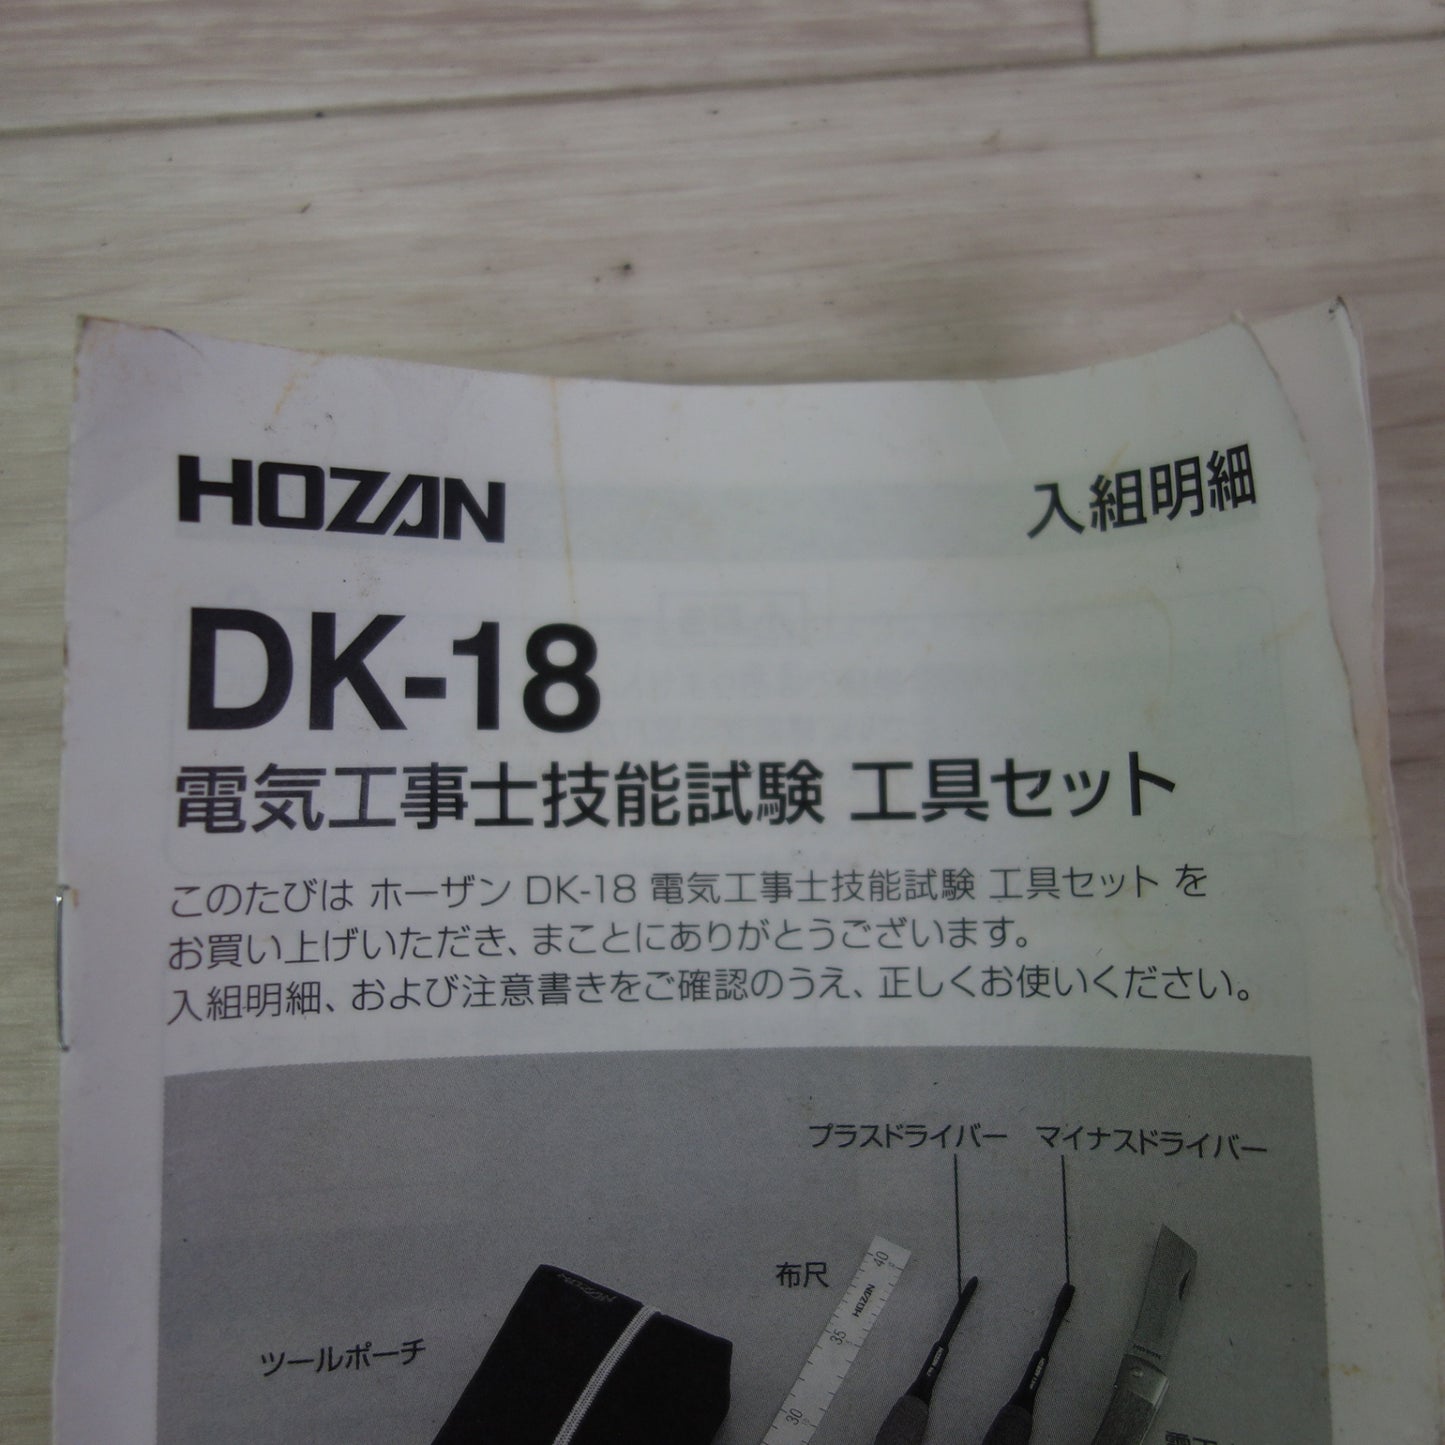 HOZAN 入組明細
DK-18
電気工事士技能試験 工具セット
このたびは ホーザン DK-18 電気工事士技能試験 工具セット を
お買い上げいただき、まことにありがとうございます。
入組明細、および注意書きをご確認のうえ、正しくお使いください。
プラスドライバー マイナスドライバー
布尺
40
HOZAN
35
ツールポーチ
30